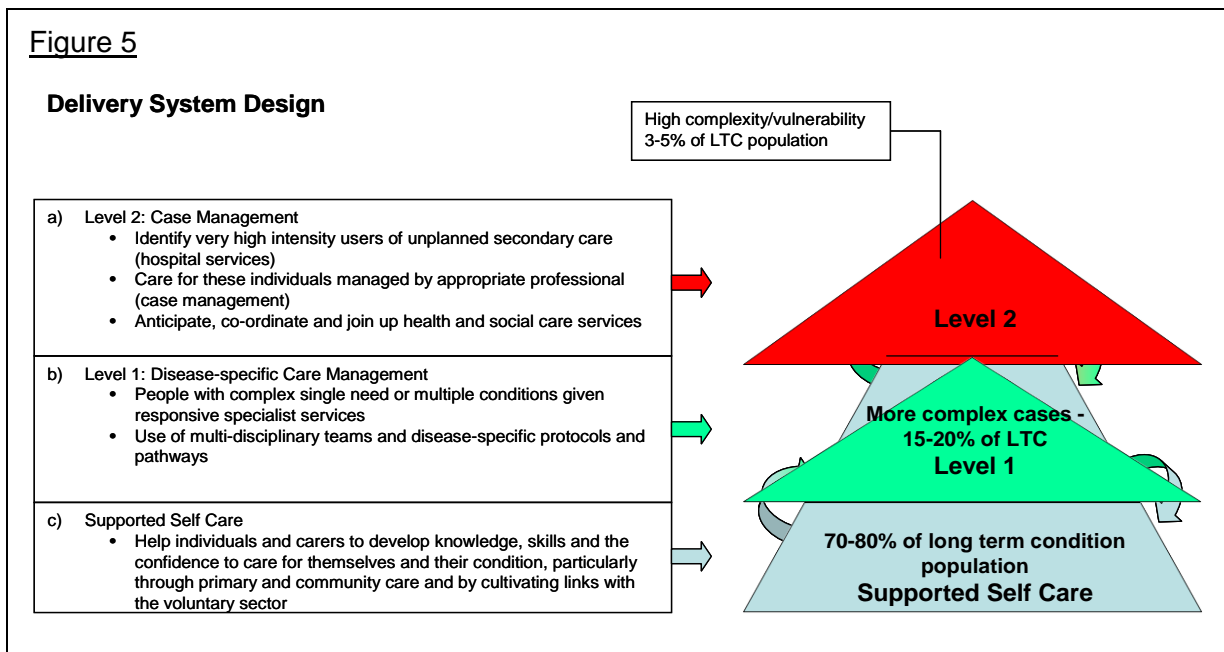 Figure 5
Delivery System Design
High complexity/vulnerability
3-5% of LTC population
a) Level 2: Case Management
• Identify very high intensity users of unplanned secondary care
(hospital services)
• Care for these individuals managed by appropriate professional
(case management)
• Anticipate, co-ordinate and join up health and social care services
b) Level 1: Disease-specific Care Management
• People with complex single need or multiple conditions given
responsive specialist services
• Use of multi-disciplinary teams and disease-specific protocols and
pathways
c) Supported Self Care
• Help individuals and carers to develop knowledge, skills and the
confidence to care for themselves and their condition, particularly
through primary and community care and by cultivating links with
the voluntary sector
Level 2
More complex cases -
15-20% of LTC
Level 1
70-80% of long term condition
population
Supported Self Care